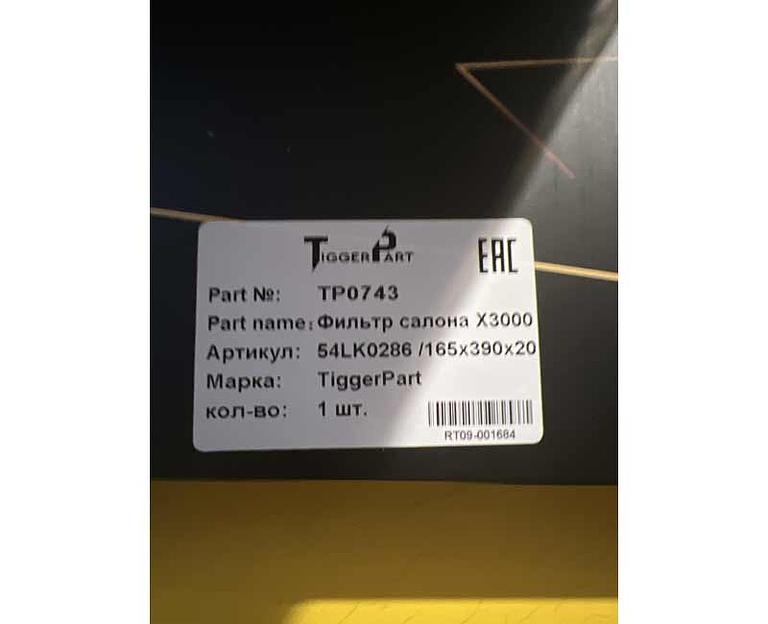 TIGGERPART
EAC
Part №: TP0743
Part name: Фильтр салона X3000
Артикул: 54LK0286 /165x390x20
Марка: TiggerPart
кол-во: 1 шт.
RT09-001684